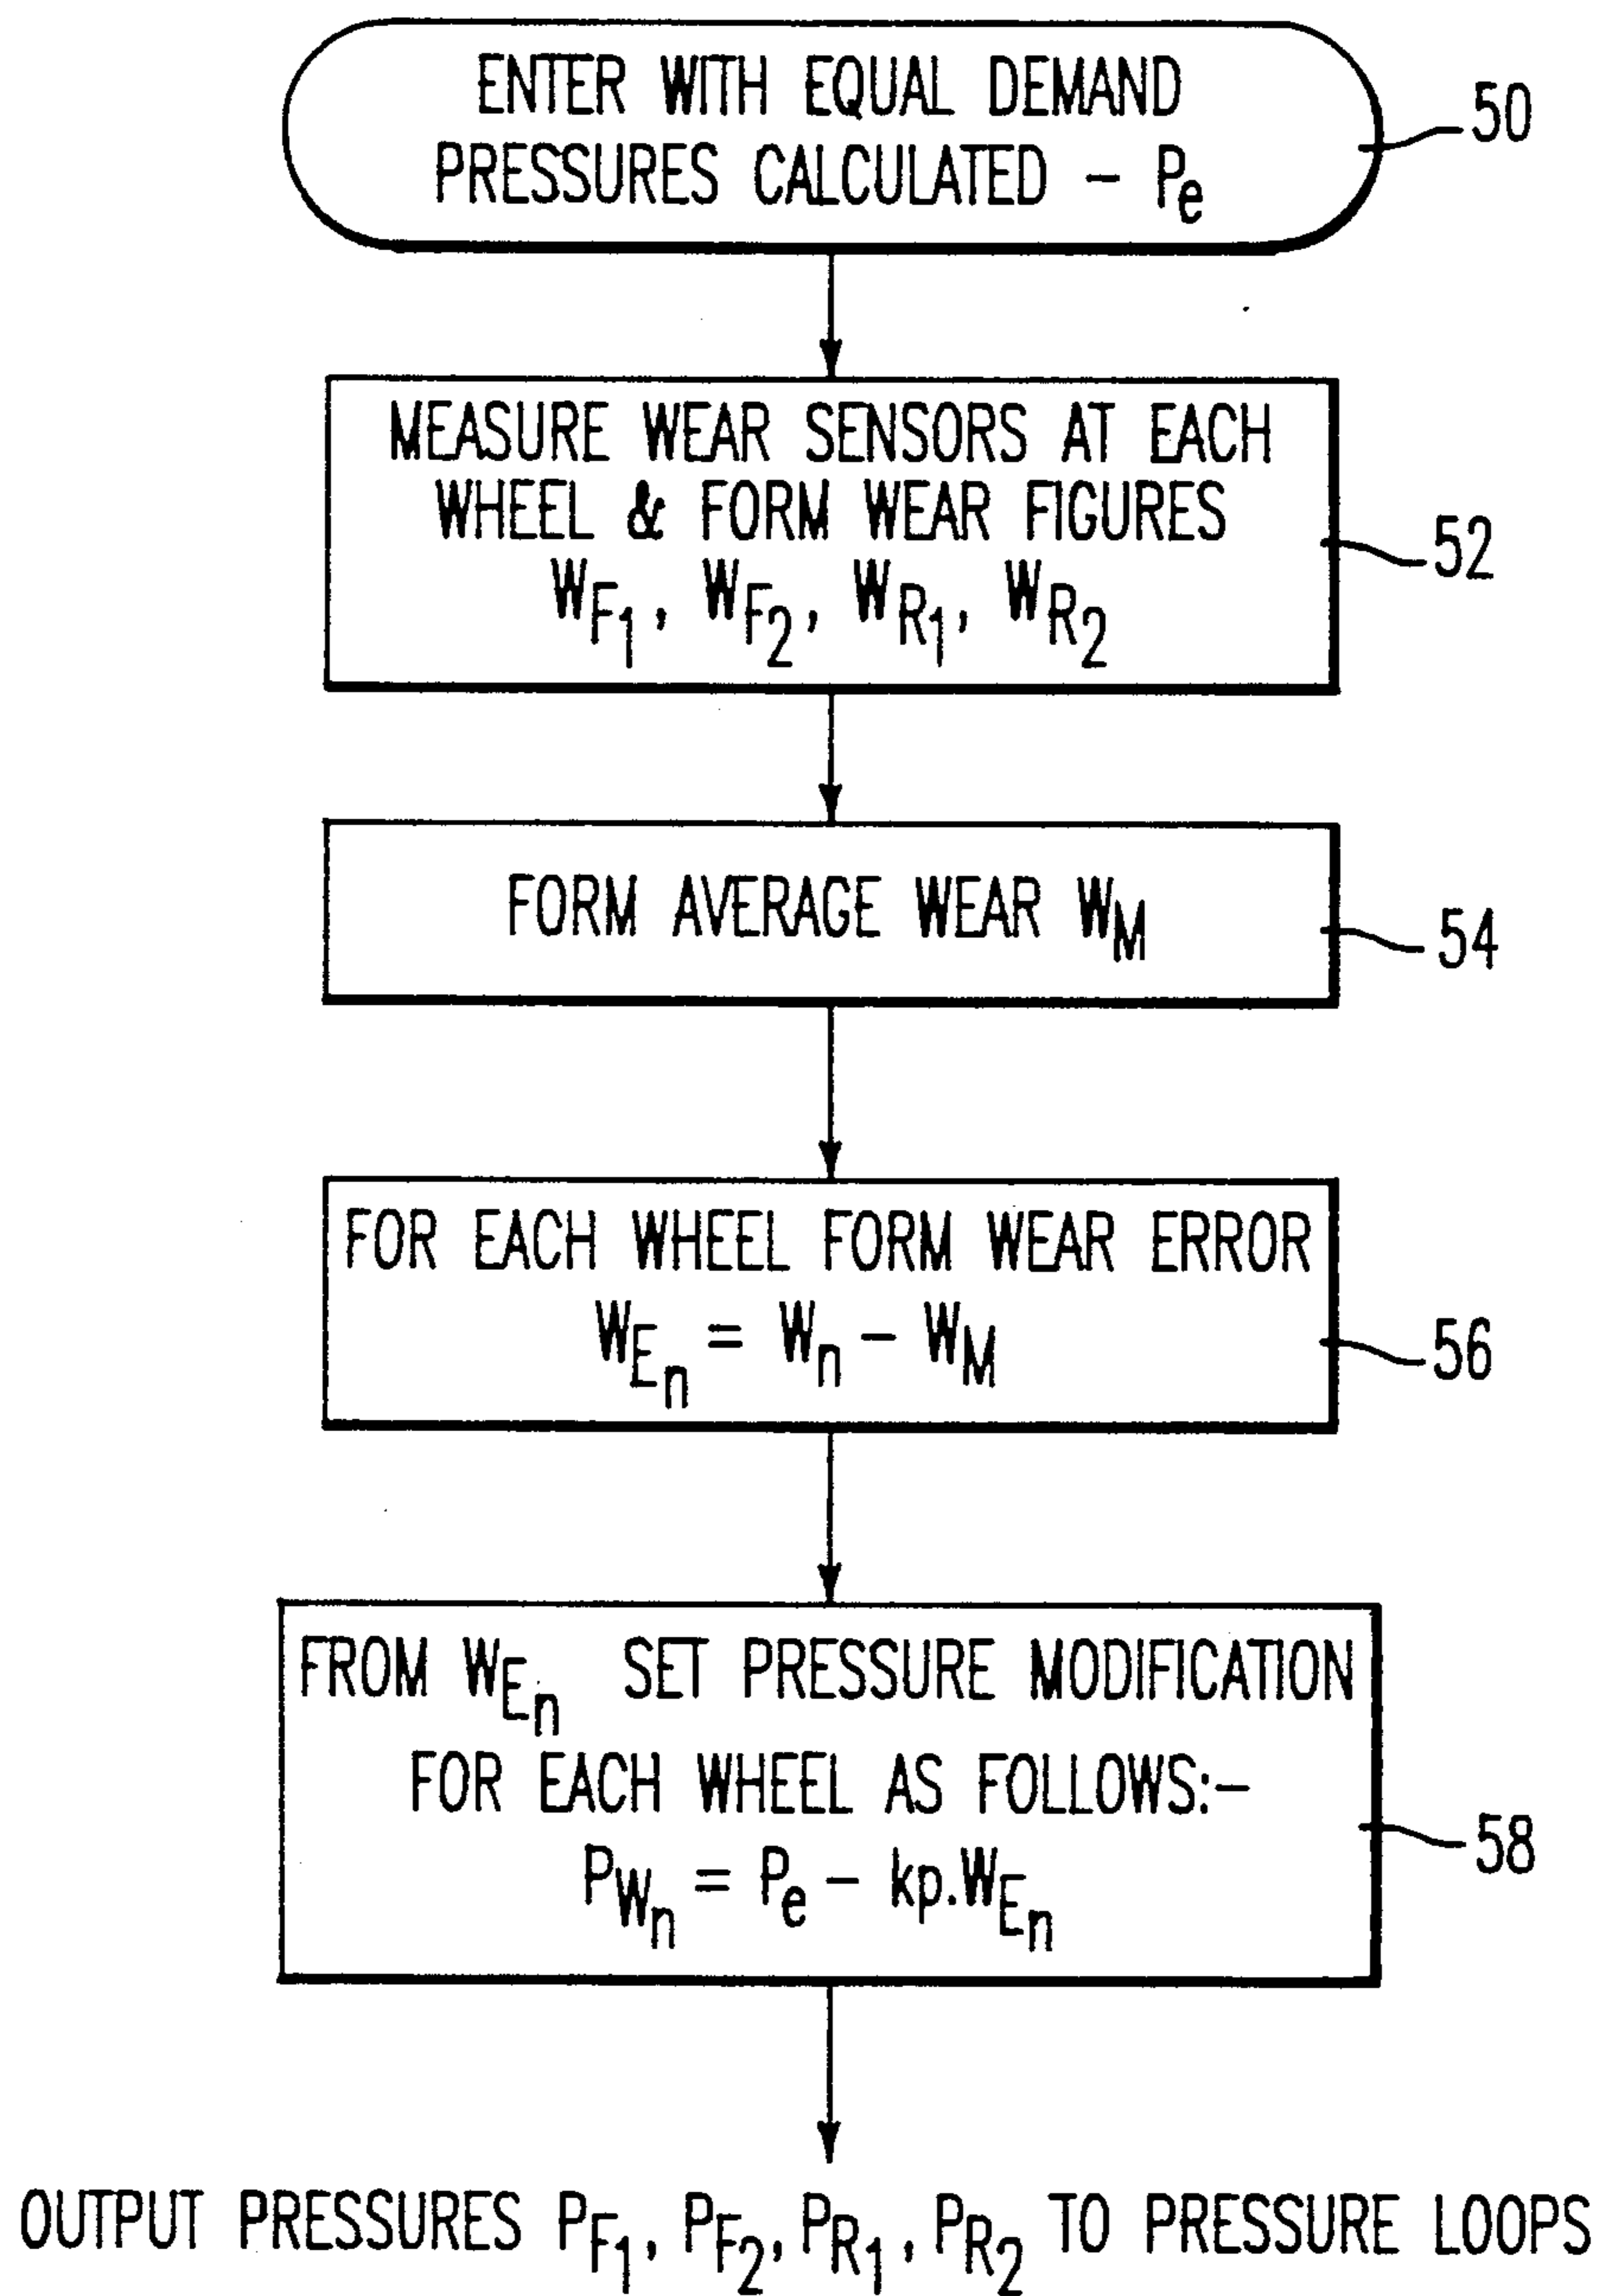 ENTER WITH EQUAL DEMAND
PRESSURES CALCULATED - Pe
50
MEASURE WEAR SENSORS AT EACH
WHEEL & FORM WEAR FIGURES
WF1, WF2, WR1, WR2
52
FORM AVERAGE WEAR WM
54
FOR EACH WHEEL FORM WEAR ERROR
WEn = Wn - WM
56
FROM WEn SET PRESSURE MODIFICATION
FOR EACH WHEEL AS FOLLOWS:-
PWn = Pe - kp.WEn
58
OUTPUT PRESSURES PF1, PF2, PR1, PR2 TO PRESSURE LOOPS